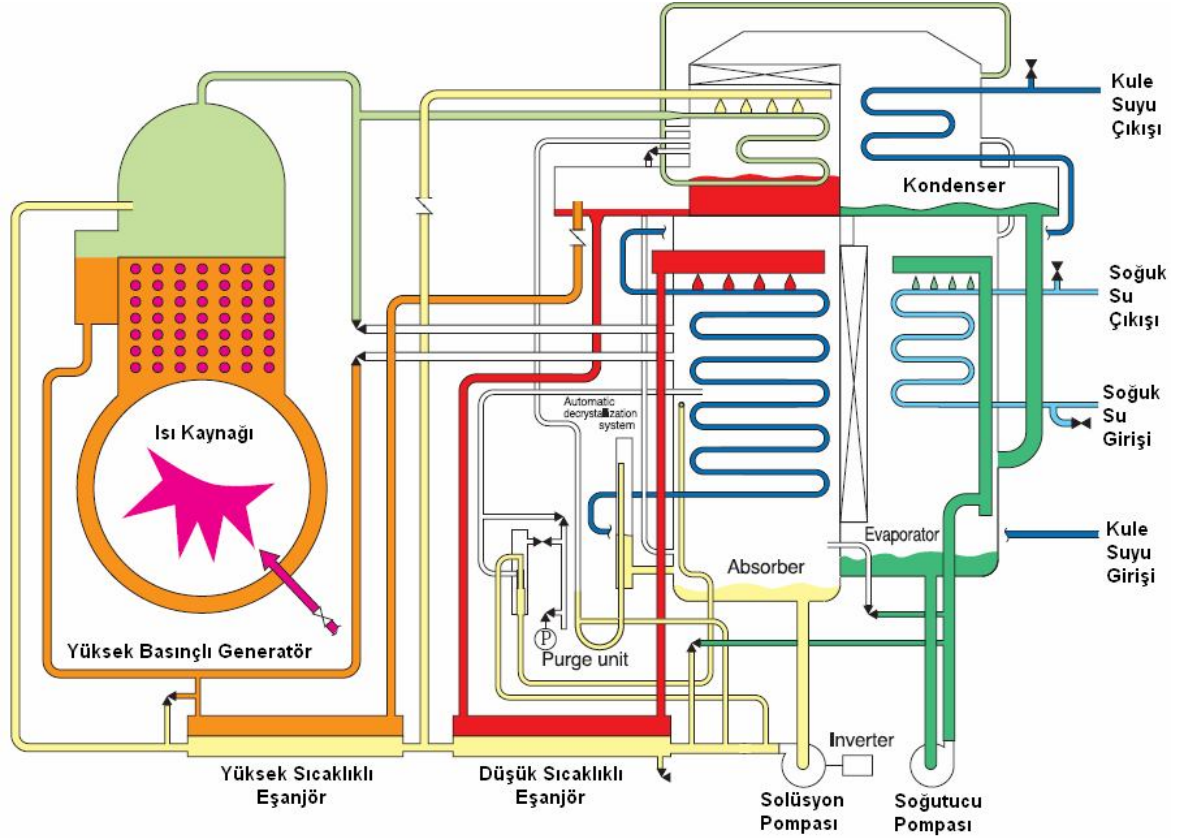 Kule
Suyu
Çıkışı
Kondenser
Soğuk
Su
Çıkışı
Soğuk
Su
Girişi
Automatic
decrystallization
system
Isı Kaynağı
Evaporator
Kule
Suyu
Girişi
Absorber
P
Purge unit
Yüksek Basınçlı Generatör
Inverter
Yüksek Sıcaklıklı
Eşanjör
Düşük Sıcaklıklı
Eşanjör
Solüsyon
Pompası
Soğutucu
Pompası